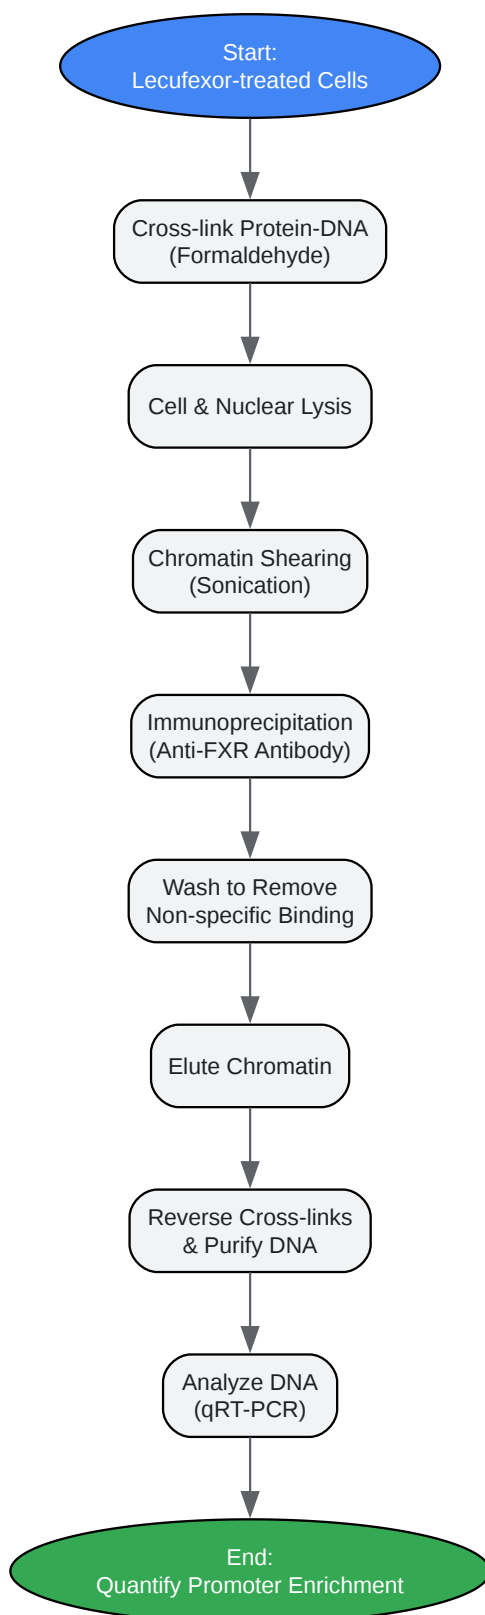 Start:
Lecufexor-treated Cells
Cross-link Protein-DNA
(Formaldehyde)
Cell & Nuclear Lysis
Chromatin Shearing
(Sonication)
Immunoprecipitation
(Anti-FXR Antibody)
Wash to Remove
Non-specific Binding
Elute Chromatin
Reverse Cross-links
& Purify DNA
Analyze DNA
(qRT-PCR)
End:
Quantify Promoter Enrichment